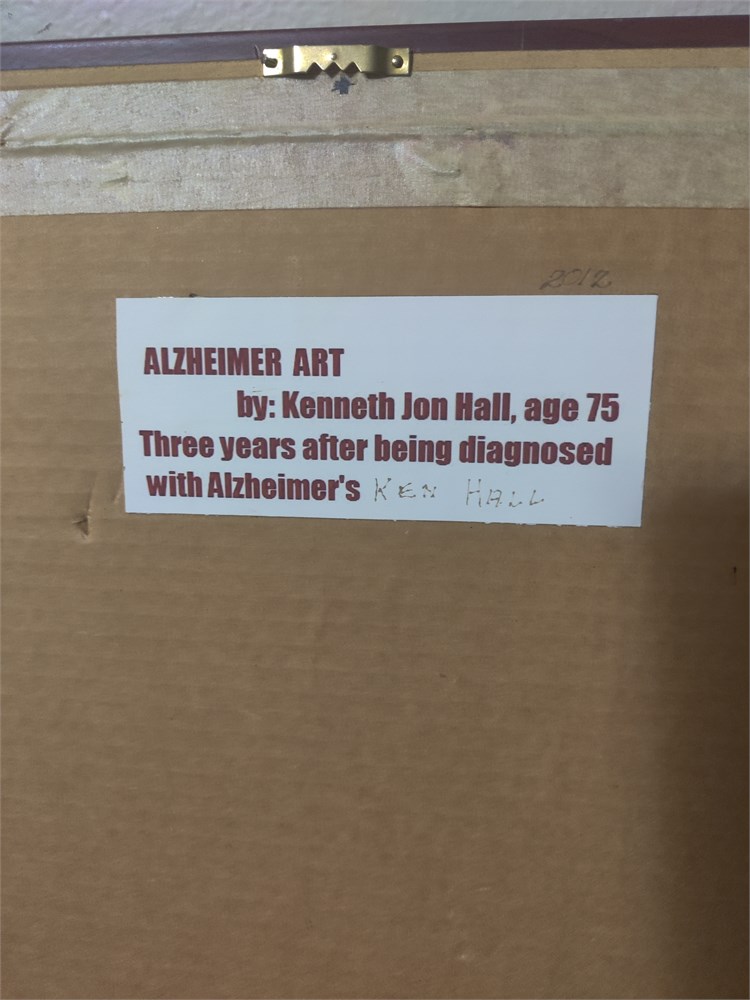 2012
ALZHEIMER ART
by: Kenneth Jon Hall, age 75
Three years after being diagnosed
with Alzheimer's KEN HALL